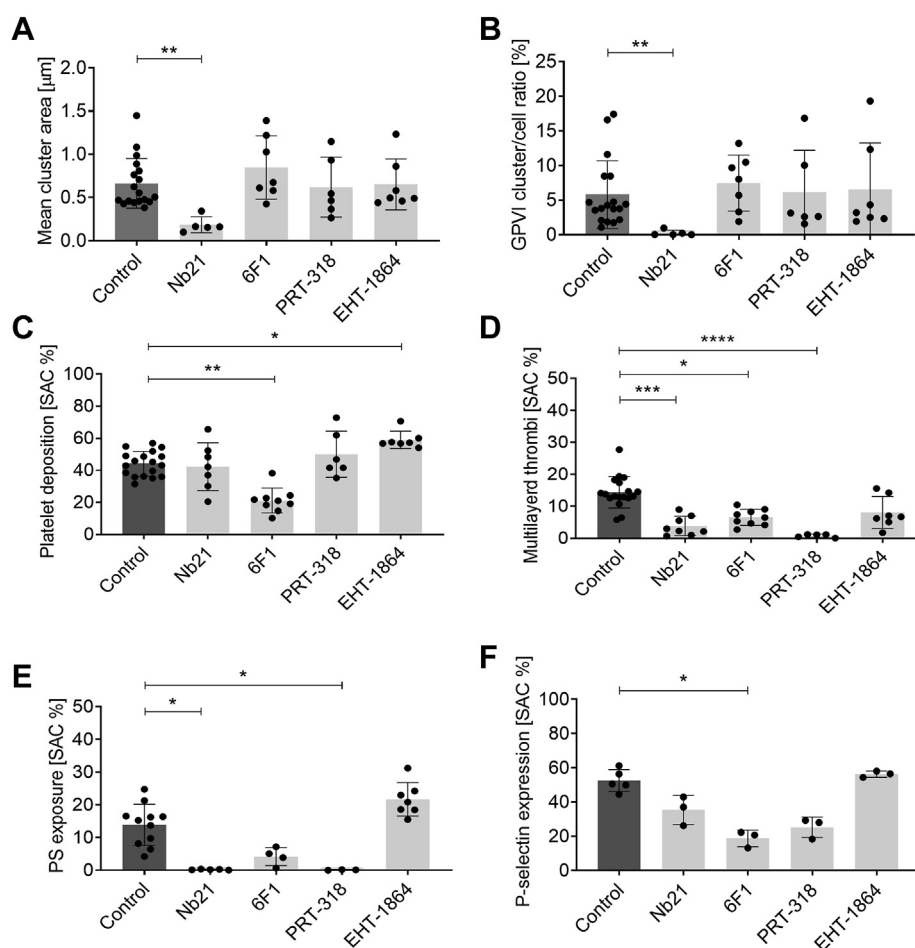 A
Mean cluster area [µm]
**
2.0
1.5
1.0
0.5
0.0
Control
Nb21
6F1
PRT-318
EHT-1864
B
GPVI cluster/cell ratio [%]
**
25
20
15
10
5
0
Control
Nb21
6F1
PRT-318
EHT-1864
C
Platelet deposition [SAC %]
*
**
100
80
60
40
20
0
Control
Nb21
6F1
PRT-318
EHT-1864
D
Multilayerd thrombi [SAC %]
****
*
***
50
40
30
20
10
0
Control
Nb21
6F1
PRT-318
EHT-1864
E
PS exposure [SAC %]
*
*
50
40
30
20
10
0
Control
Nb21
6F1
PRT-318
EHT-1864
F
P-selectin expression [SAC %]
*
100
80
60
40
20
0
Control
Nb21
6F1
PRT-318
EHT-1864